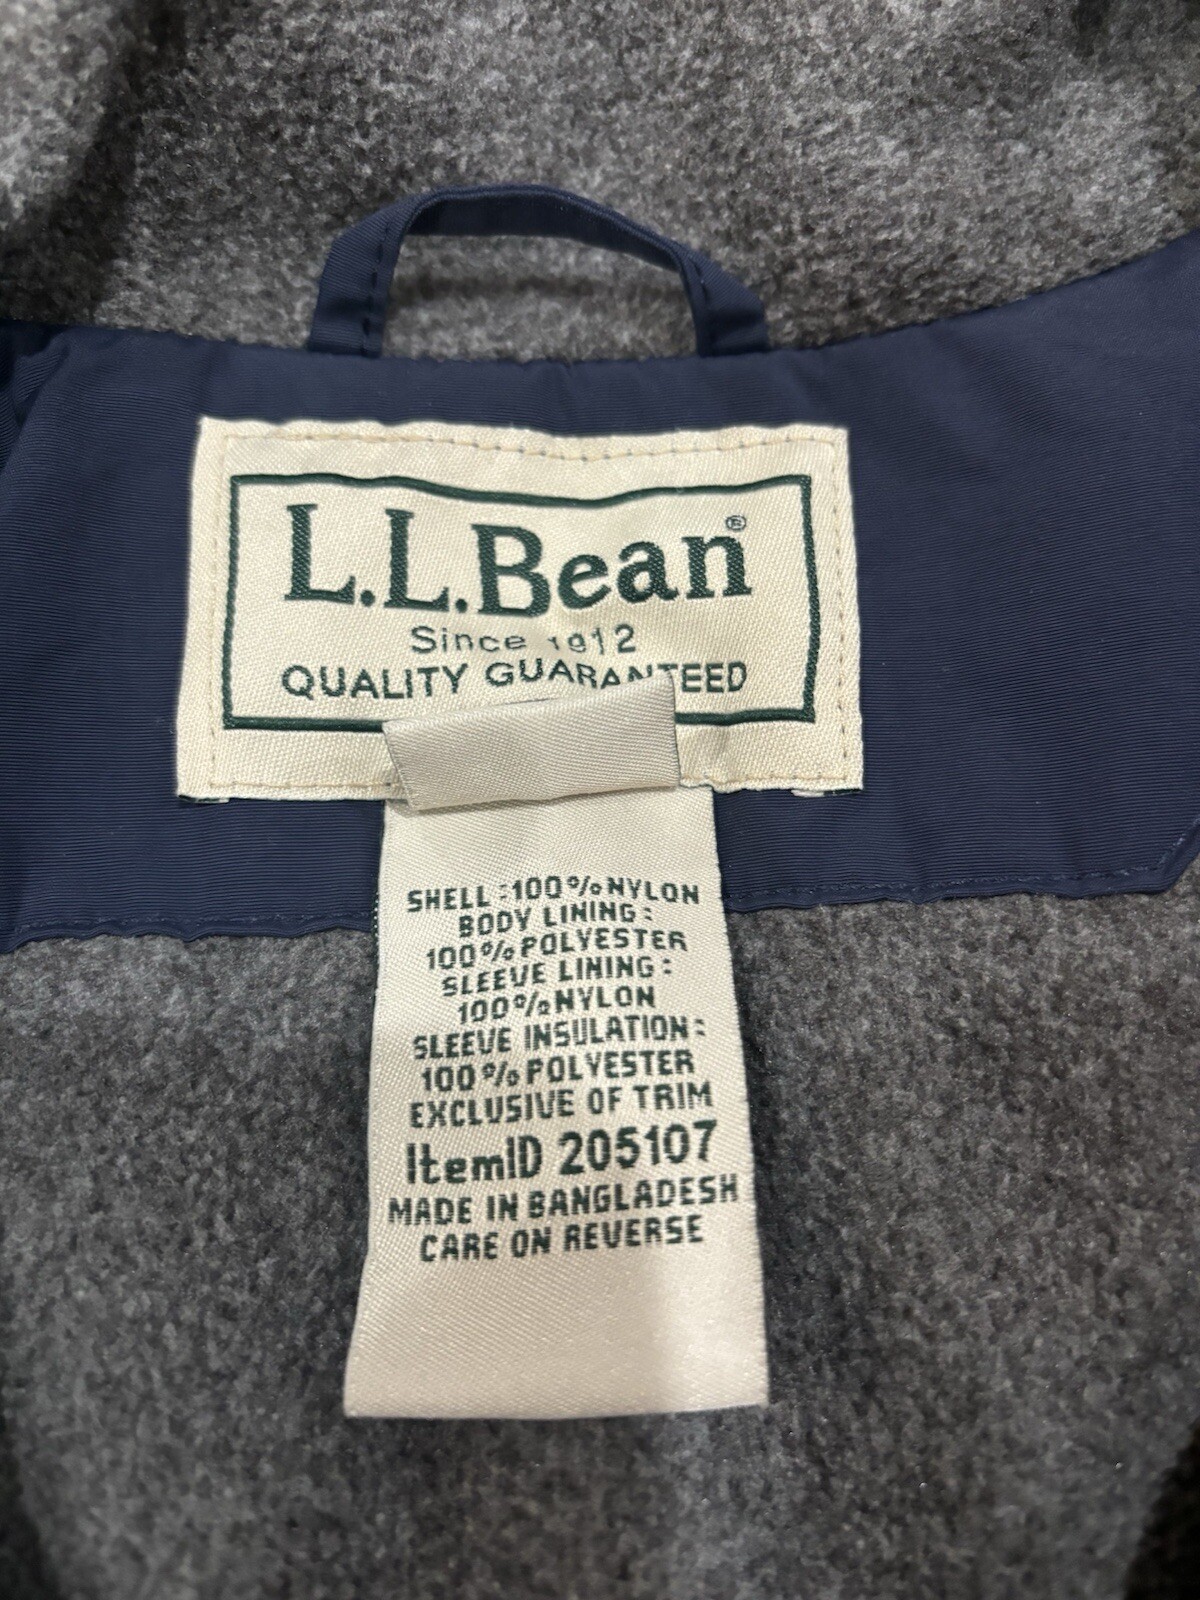 L.L.Bean®
Since 1912
QUALITY GUARANTEED
SHELL:100%NYLON
BODY LINING:
100%POLYESTER
SLEEVE LINING:
100%NYLON
SLEEVE INSULATION:
100%POLYESTER
EXCLUSIVE OF TRIM
ItemID 205107
MADE IN BANGLADESH
CARE ON REVERSE